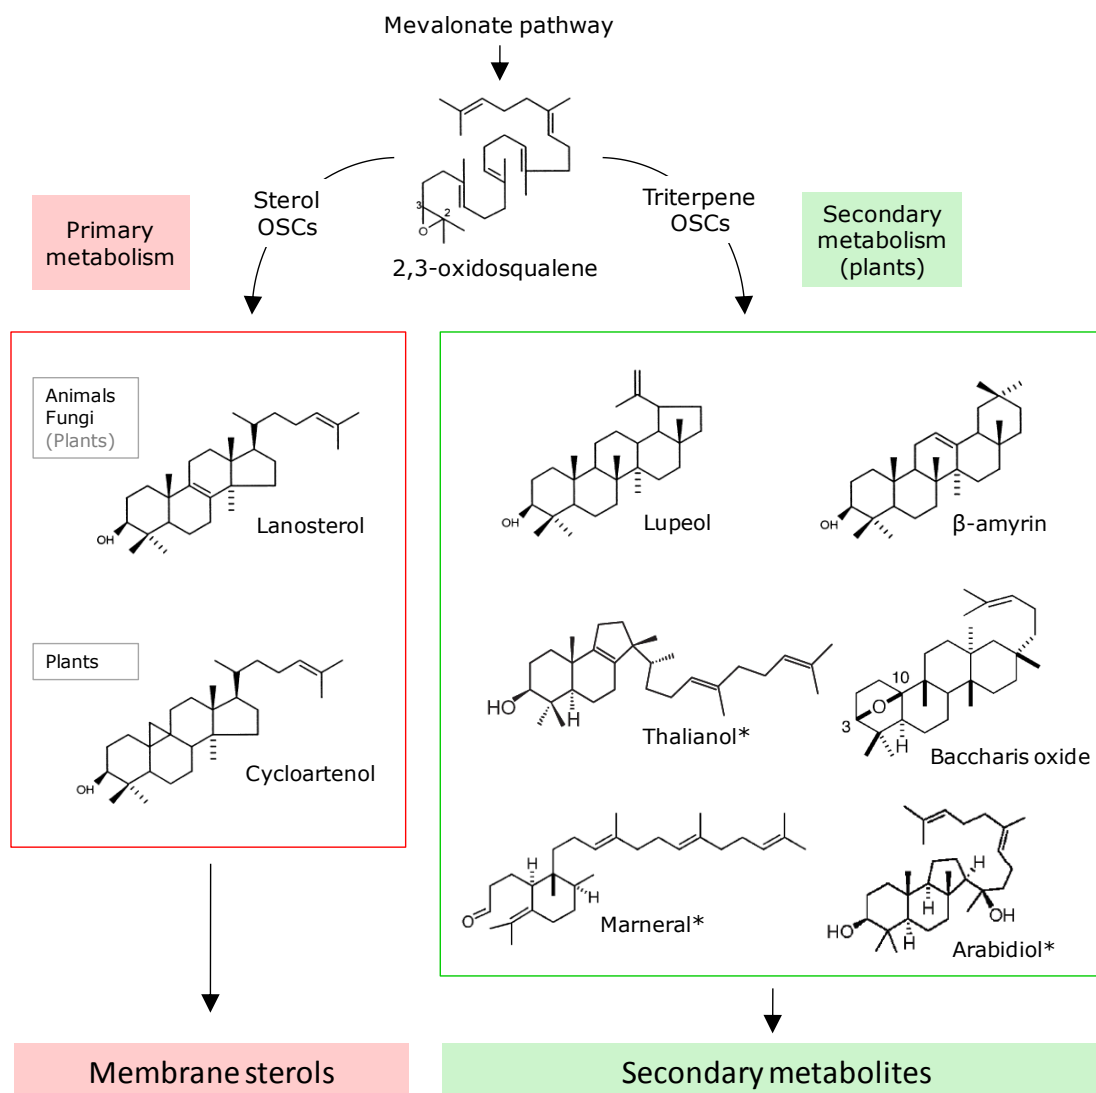 Mevalonate pathway
3
2
O
2,3-oxidosqualene
Sterol
OSCs
Triterpene
OSCs
Primary
metabolism
Secondary
metabolism
(plants)
Animals
Fungi
(Plants)
OH
Lanosterol
Plants
OH
Cycloartenol
OH
Lupeol
OH
β-amyrin
HO
H
Thalianol*
10
O
3
H
Baccharis oxide
H
H
O
Marneral*
H
H
OH
HO
H
Arabidiol*
Membrane sterols
Secondary metabolites